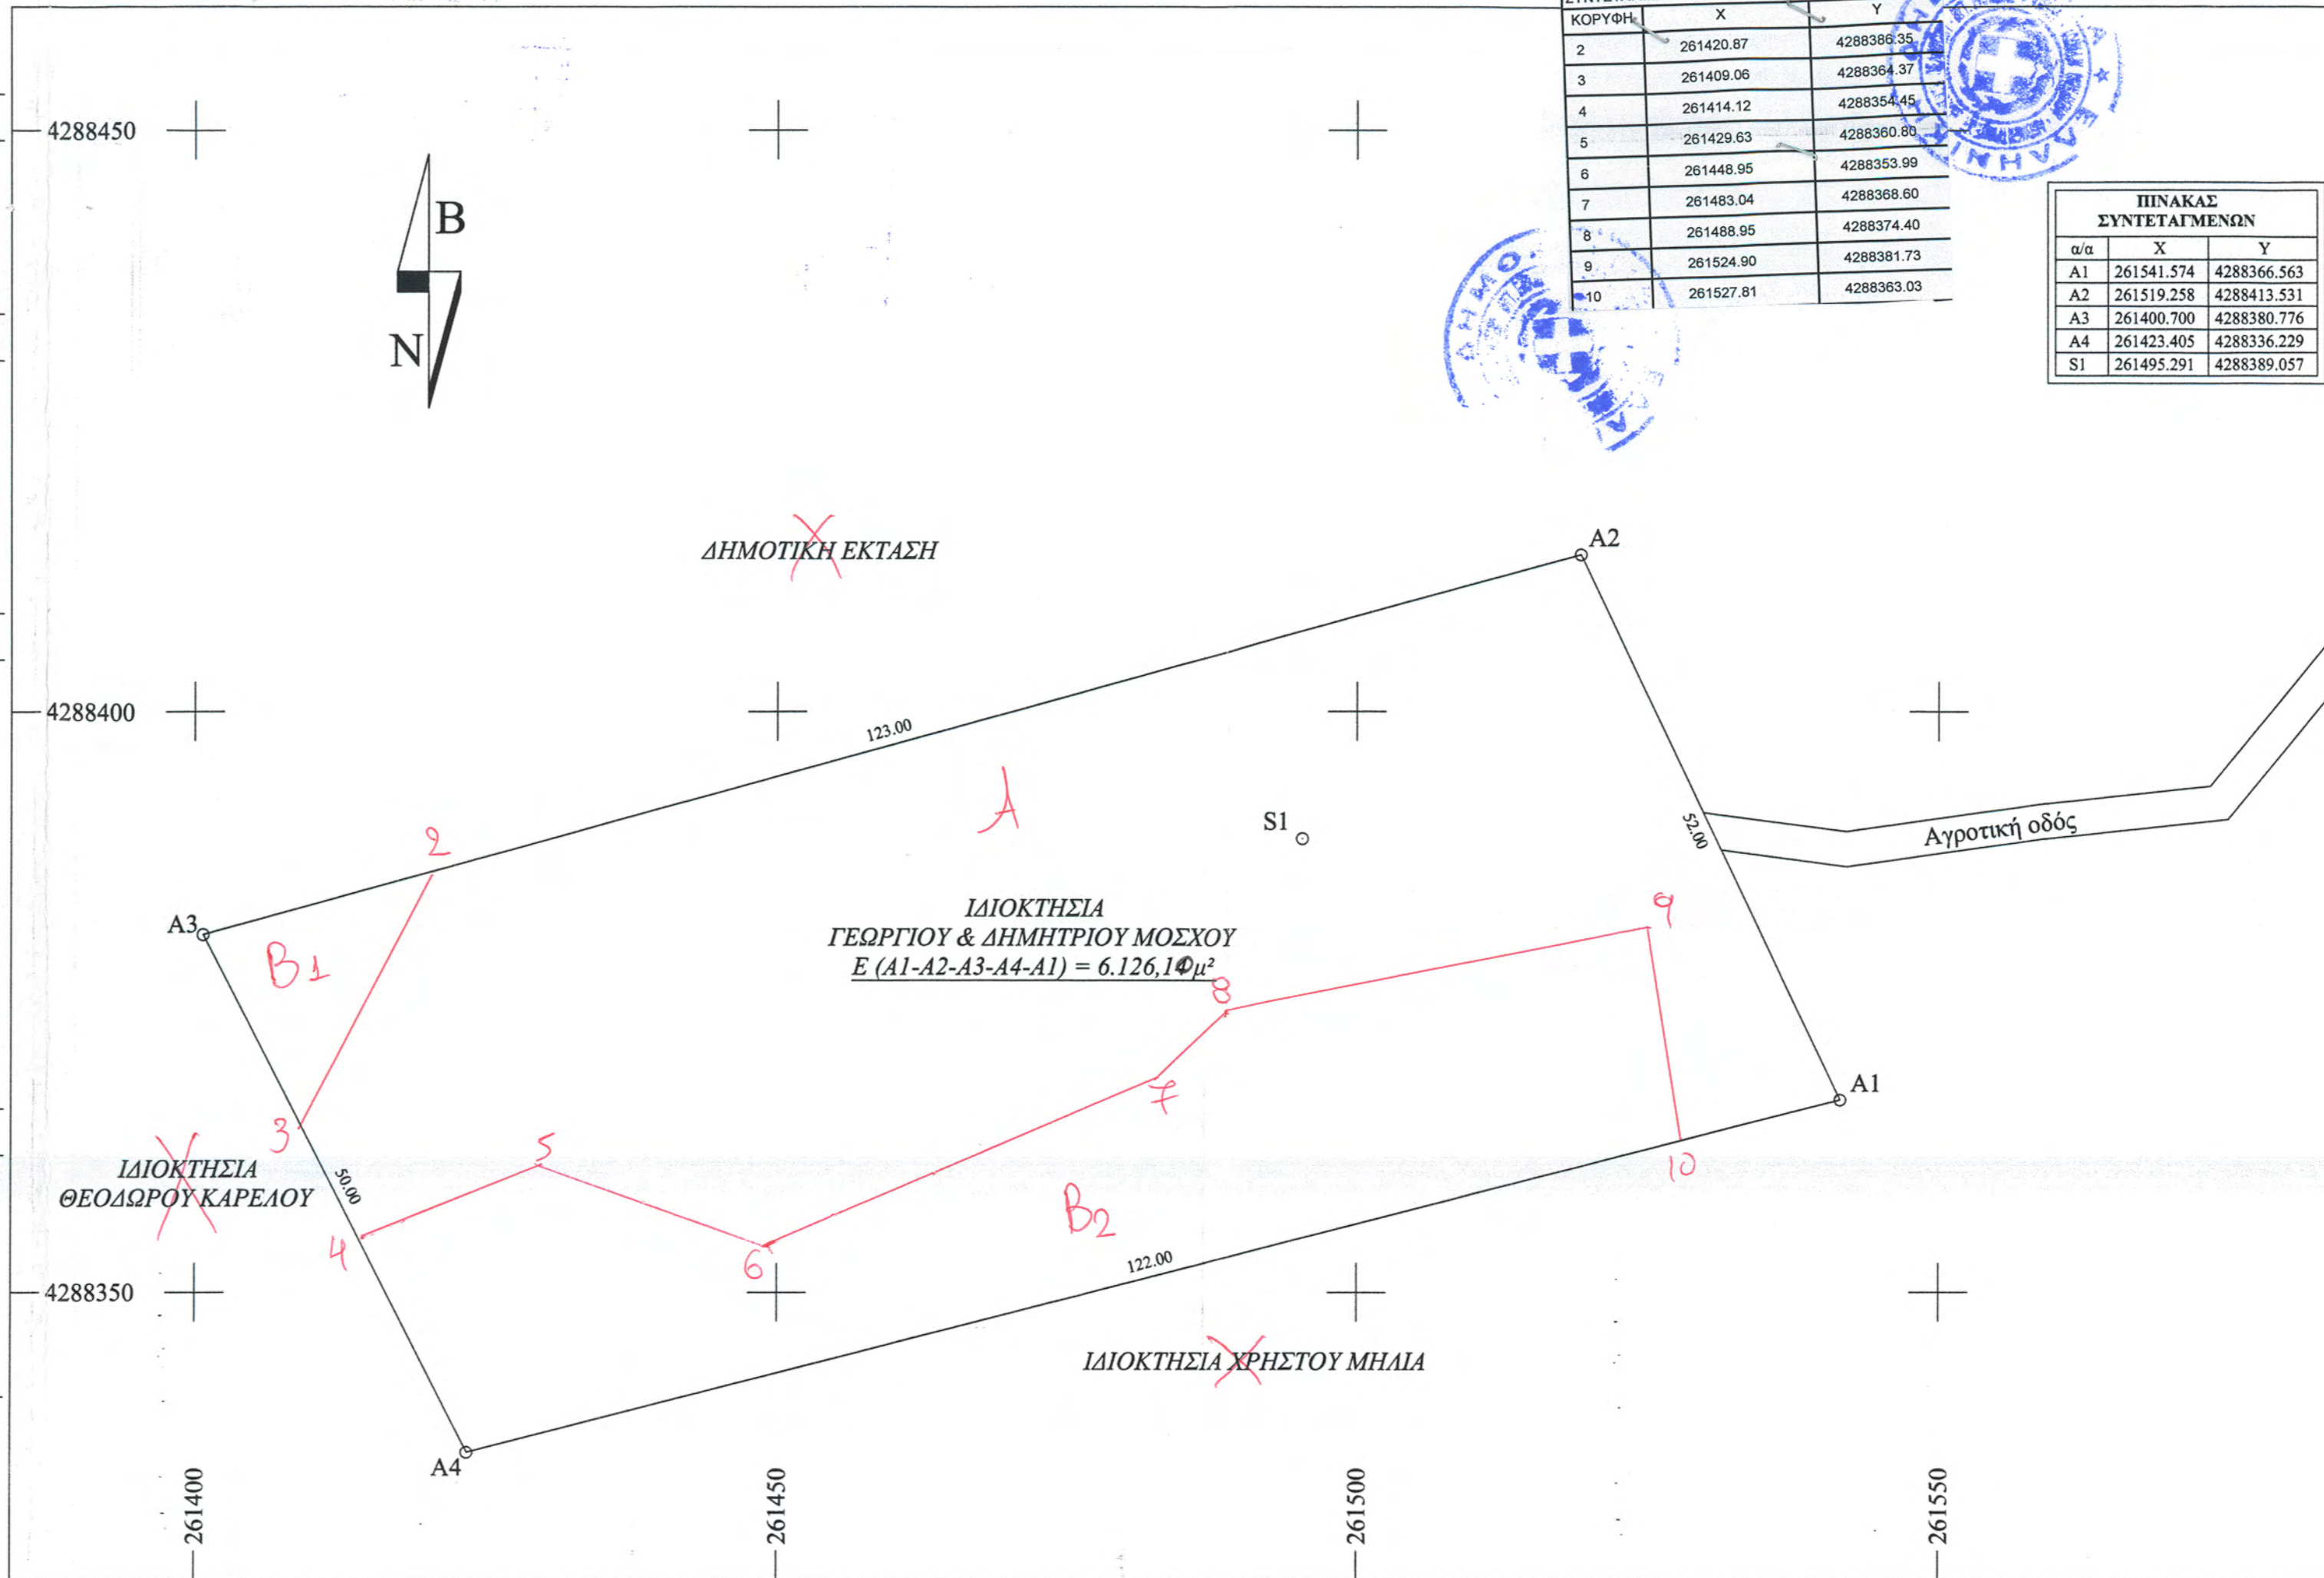 ΚΟΡΥΦΗ X Y
2 261420.87 4288386.35
3 261409.06 4288364.37
4 261414.12 4288354.45
5 261429.63 4288360.80
6 261448.95 4288353.99
7 261483.04 4288368.60
8 261488.95 4288374.40
9 261524.90 4288381.73
10 261527.81 4288363.03
ΠΙΝΑΚΑΣ
ΣΥΝΤΕΤΑΓΜΕΝΩΝ
α/α X Y
A1 261541.574 4288366.563
A2 261519.258 4288413.531
A3 261400.700 4288380.776
A4 261423.405 4288336.229
S1 261495.291 4288389.057
4288450
B
N
ΔΗΜΟΤΙΚΗ ΕΚΤΑΣΗ
A2
4288400
123.00
A
S1
52.00
Αγροτική οδός
2
A3
B1
9
ΙΔΙΟΚΤΗΣΙΑ
ΓΕΩΡΓΙΟΥ & ΔΗΜΗΤΡΙΟΥ ΜΟΣΧΟΥ
E (A1-A2-A3-A4-A1) = 6.126,10μ²
8
7
A1
3
5
10
ΙΔΙΟΚΤΗΣΙΑ
ΘΕΟΔΩΡΟΥ ΚΑΡΕΛΟΥ
50.00
4
6
B2
122.00
4288350
ΙΔΙΟΚΤΗΣΙΑ ΧΡΗΣΤΟΥ ΜΗΛΙΑ
A4
261400
261450
261500
261550